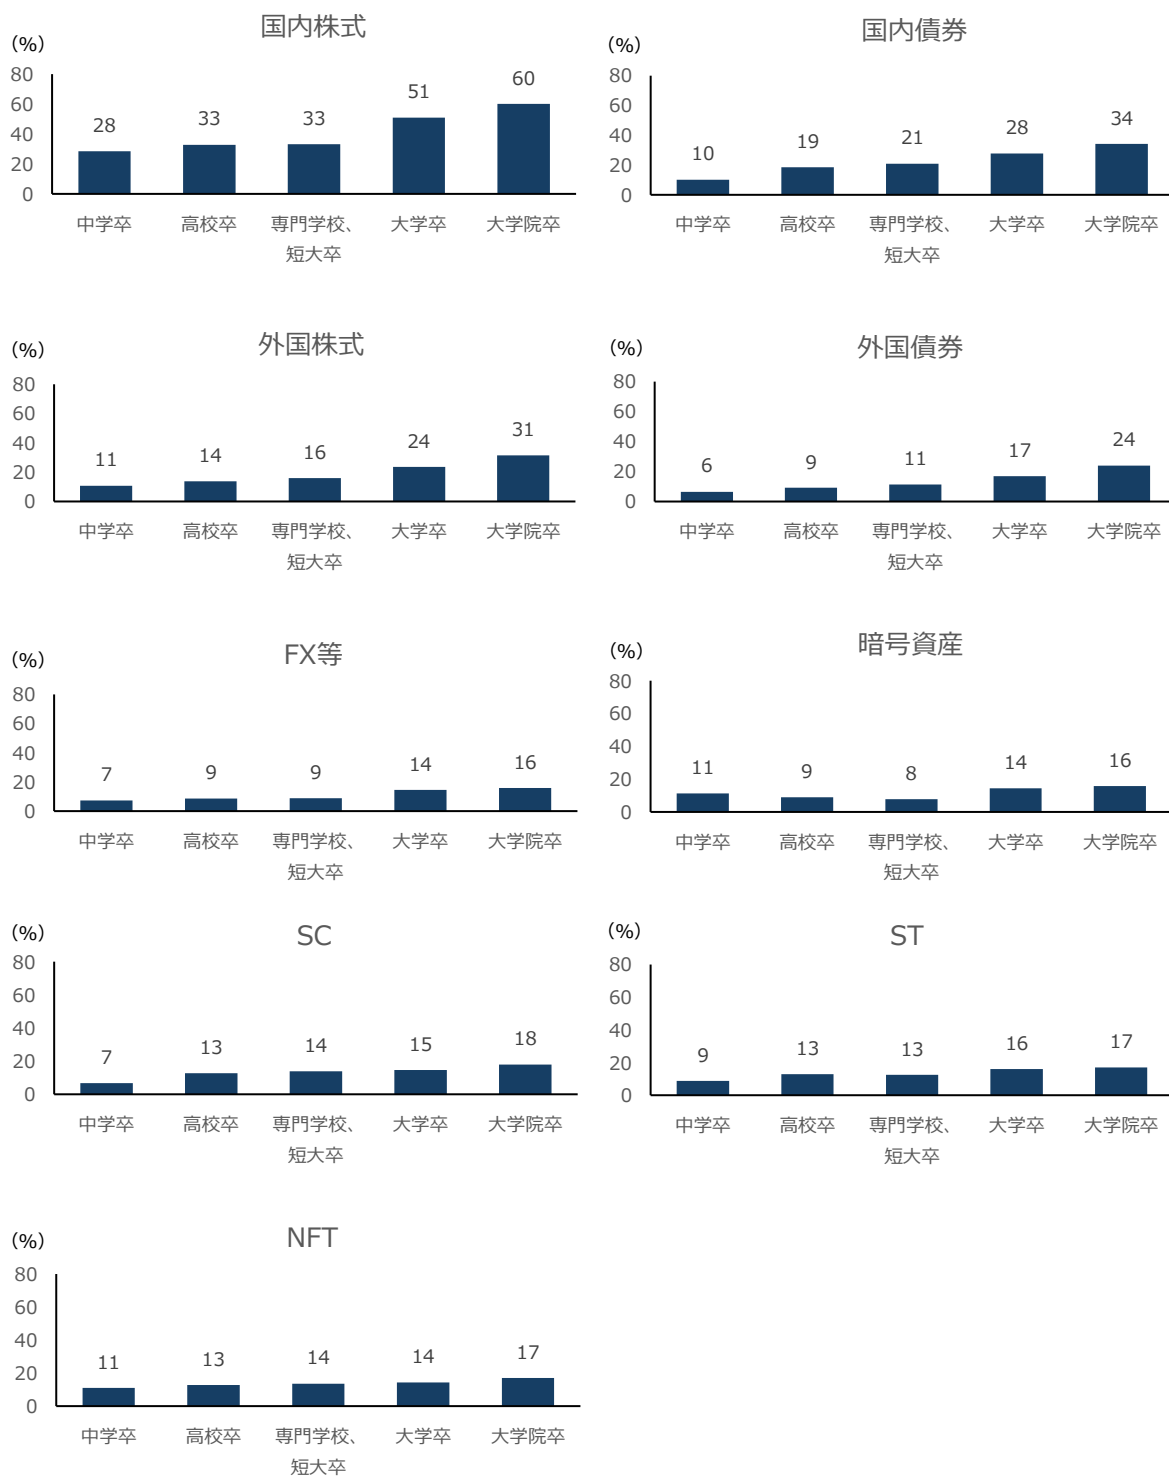 国内株式
(%)
80
60
40
20
0
28
33
33
51
60
中学卒
高校卒
専門学校、
短大卒
大学卒
大学院卒
国内債券
(%)
80
60
40
20
0
10
19
21
28
34
中学卒
高校卒
専門学校、
短大卒
大学卒
大学院卒
外国株式
(%)
80
60
40
20
0
11
14
16
24
31
中学卒
高校卒
専門学校、
短大卒
大学卒
大学院卒
外国債券
(%)
80
60
40
20
0
6
9
11
17
24
中学卒
高校卒
専門学校、
短大卒
大学卒
大学院卒
FX等
(%)
80
60
40
20
0
7
9
9
14
16
中学卒
高校卒
専門学校、
短大卒
大学卒
大学院卒
暗号資産
(%)
80
60
40
20
0
11
9
8
14
16
中学卒
高校卒
専門学校、
短大卒
大学卒
大学院卒
SC
(%)
80
60
40
20
0
7
13
14
15
18
中学卒
高校卒
専門学校、
短大卒
大学卒
大学院卒
ST
(%)
80
60
40
20
0
9
13
13
16
17
中学卒
高校卒
専門学校、
短大卒
大学卒
大学院卒
NFT
(%)
80
60
40
20
0
11
13
14
14
17
中学卒
高校卒
専門学校、
短大卒
大学卒
大学院卒